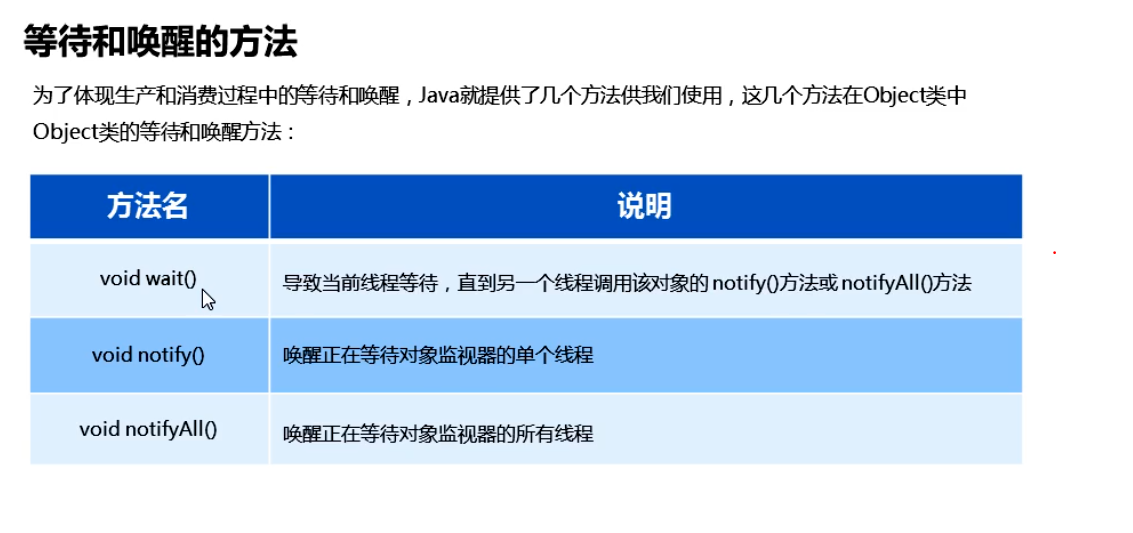 等待和唤醒的方法
为了体现生产和消费过程中的等待和唤醒，Java就提供了几个方法供我们使用，这几个方法在Object类中
Object类的等待和唤醒方法：
方法名 说明
void wait() 导致当前线程等待，直到另一个线程调用该对象的 notify()方法或 notifyAll()方法
void notify() 唤醒正在等待对象监视器的单个线程
void notifyAll() 唤醒正在等待对象监视器的所有线程